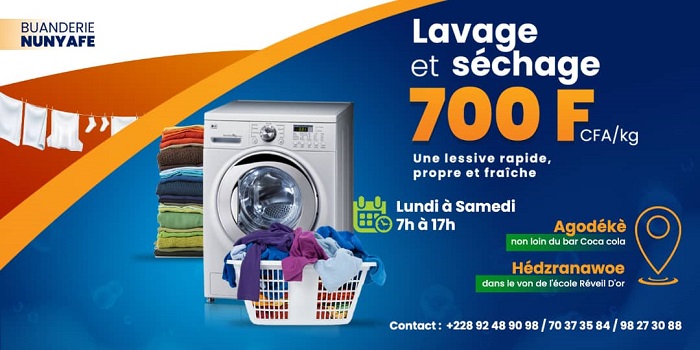 BUANDERIE
NUNYAFE
Lavage
et séchage
700 F
CFA/kg
Une lessive rapide,
propre et fraîche
Lundi à Samedi
7h à 17h
Agodékè
non loin du bar Coca cola
Hédzranawoe
dans le von de l'école Réveil D'or
Contact : +228 92 48 90 98 / 70 37 35 84 / 98 27 30 88